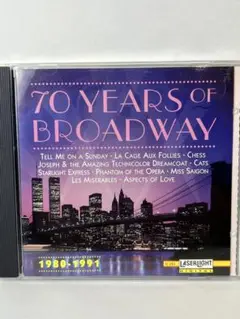 70 YEARS OF
BROADWAY
TELL ME ON A SUNDAY • LA CAGE AUX FOLLIES • CHESS
JOSEPH & THE AMAZING TECHNICOLOR DREAMCOAT • CATS
STARLIGHT EXPRESS • PHANTOM OF THE OPERA • MISS SAIGON
LES MISERABLES • ASPECTS OF LOVE
1980-1991
LASERLIGHT
DIGITAL